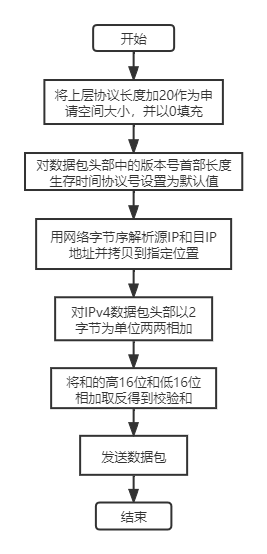 开始
将上层协议长度加20作为申
请空间大小，并以0填充
对数据包头部中的版本号首部长度
生存时间协议号设置为默认值
用网络字节序解析源IP和目IP
地址并拷贝到指定位置
对IPv4数据包头部以2
字节为单位两两相加
将和的高16位和低16位
相加取反得到校验和
发送数据包
结束